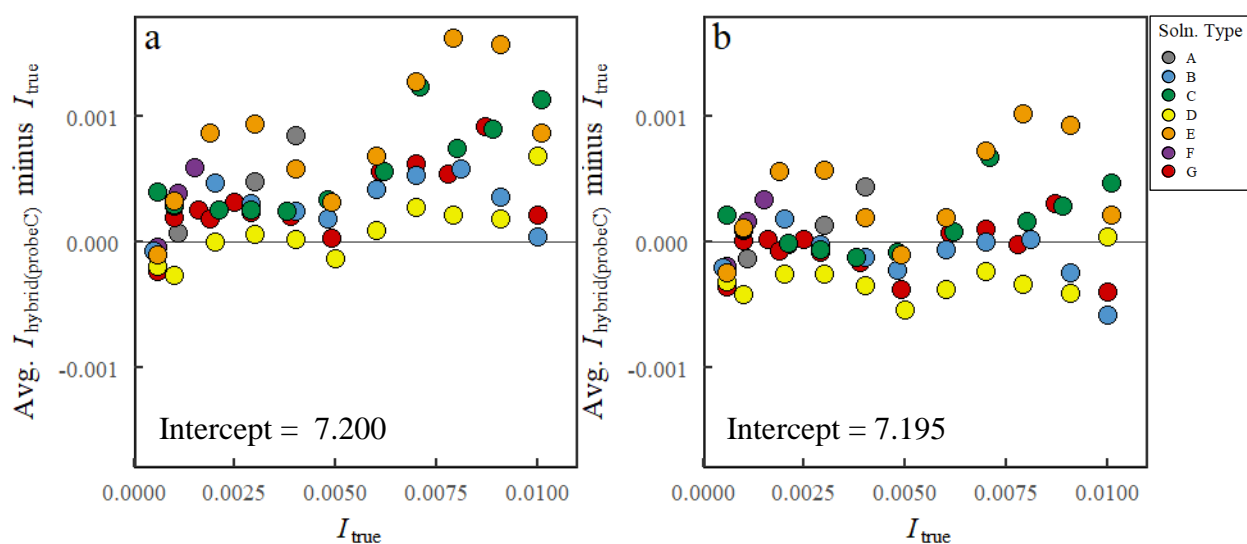 a
Avg. I hybrid(probeC) minus I true
0.001
0.000
-0.001
Intercept = 7.200
0.0000 0.0025 0.0050 0.0075 0.0100
I true
b
Avg. I hybrid(probeC) minus I true
0.001
0.000
-0.001
Intercept = 7.195
0.0000 0.0025 0.0050 0.0075 0.0100
I true
Soln. Type
A
B
C
D
E
F
G